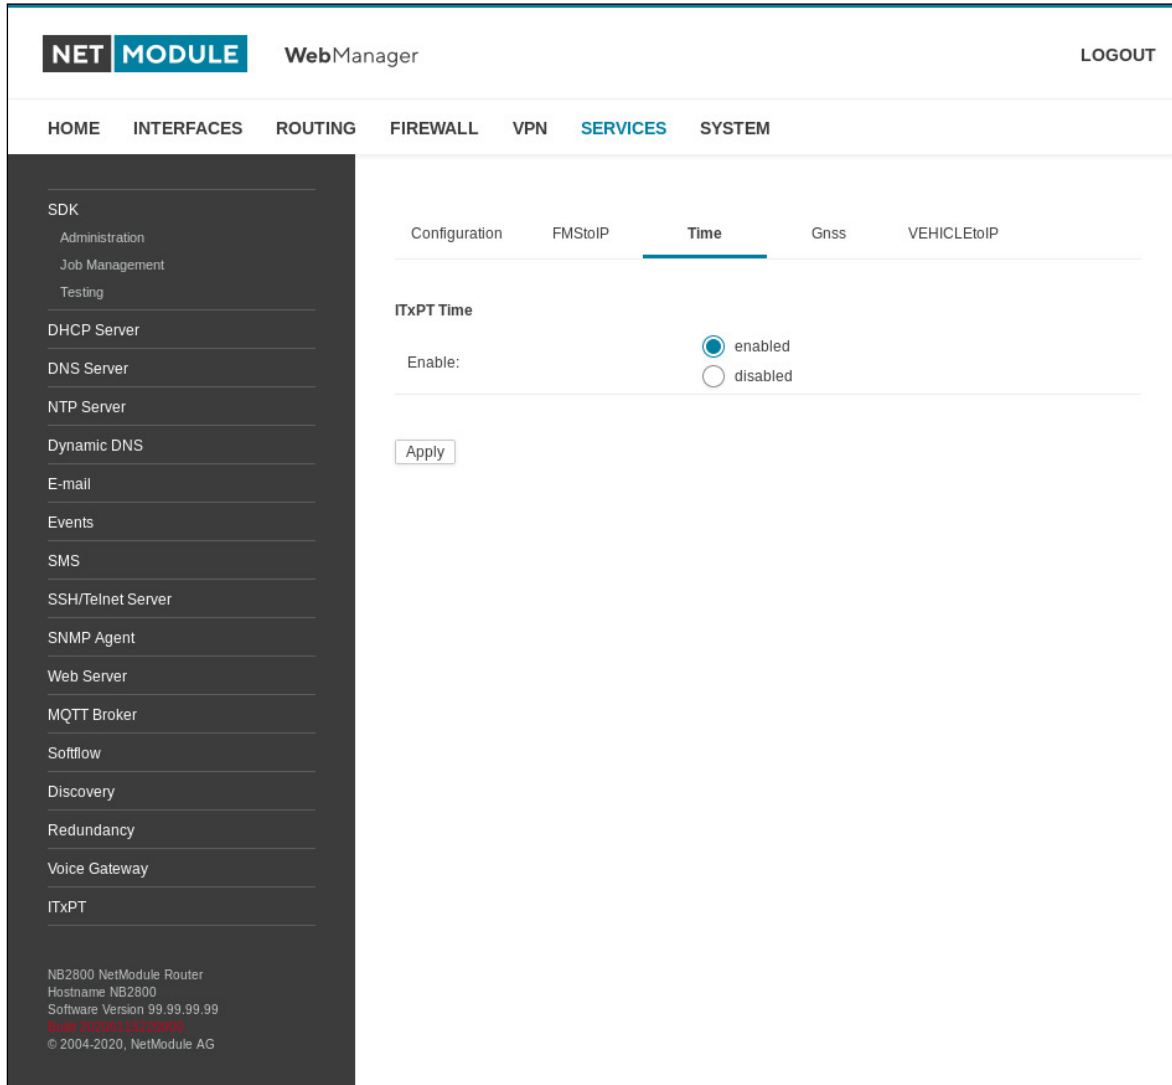 NET MODULE WebManager LOGOUT
HOME INTERFACES ROUTING FIREWALL VPN SERVICES SYSTEM
SDK
Administration
Job Management
Testing
DHCP Server
DNS Server
NTP Server
Dynamic DNS
E-mail
Events
SMS
SSH/Telnet Server
SNMP Agent
Web Server
MQTT Broker
Softflow
Discovery
Redundancy
Voice Gateway
ITxPT
NB2800 NetModule Router
Hostname NB2800
Software Version 99.99.99.99
Build
© 2004-2020, NetModule AG
Configuration FMStoIP Time Gnss VEHICLEtoIP
ITxPT Time
Enable:
enabled
disabled
Apply